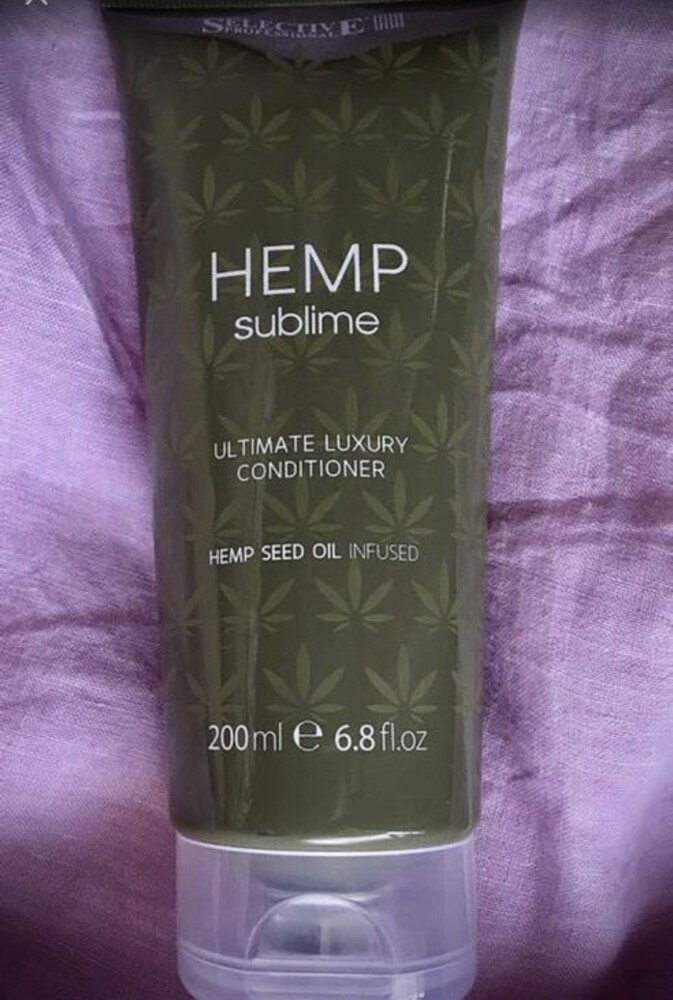 SELECTIVE
PROFESSIONAL
HEMP
sublime
ULTIMATE LUXURY
CONDITIONER
HEMP SEED OIL INFUSED
200ml ℮ 6.8 fl.oz